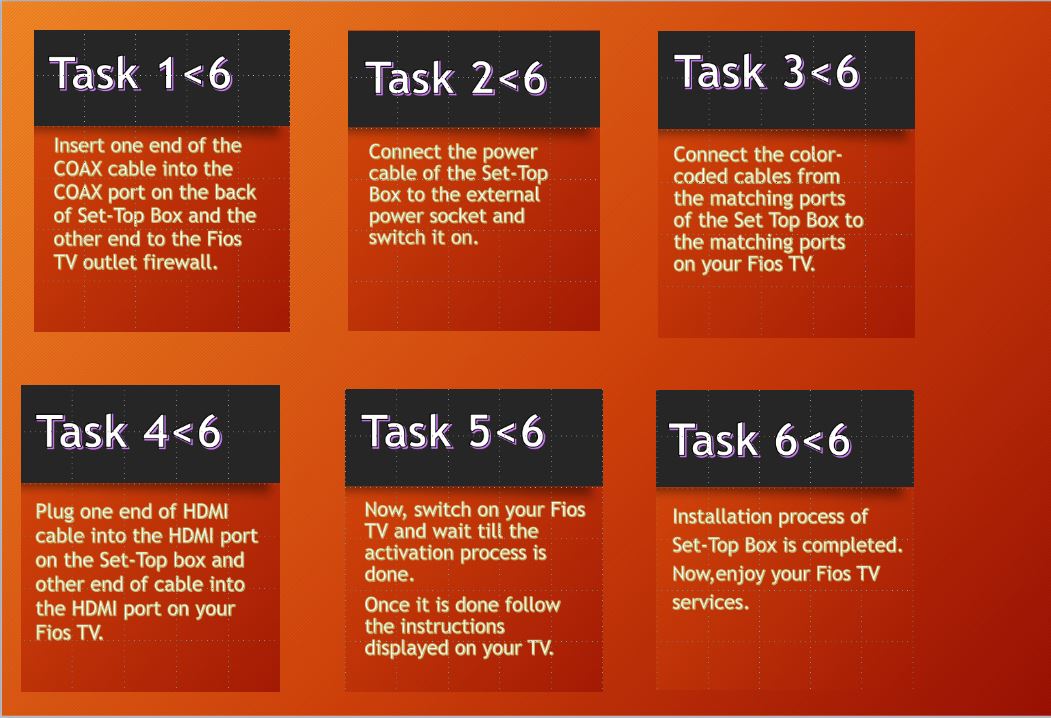 Task 1<6
Insert one end of the
COAX cable into the
COAX port on the back
of Set-Top Box and the
other end to the Fios
TV outlet firewall.
Task 2<6
Connect the power
cable of the Set-Top
Box to the external
power socket and
switch it on.
Task 3<6
Connect the color-
coded cables from
the matching ports
of the Set Top Box to
the matching ports
on your Fios TV.
Task 4<6
Plug one end of HDMI
cable into the HDMI port
on the Set-Top box and
other end of cable into
the HDMI port on your
Fios TV.
Task 5<6
Now, switch on your Fios
TV and wait till the
activation process is
done.
Once it is done follow
the instructions
displayed on your TV.
Task 6<6
Installation process of
Set-Top Box is completed.
Now,enjoy your Fios TV
services.